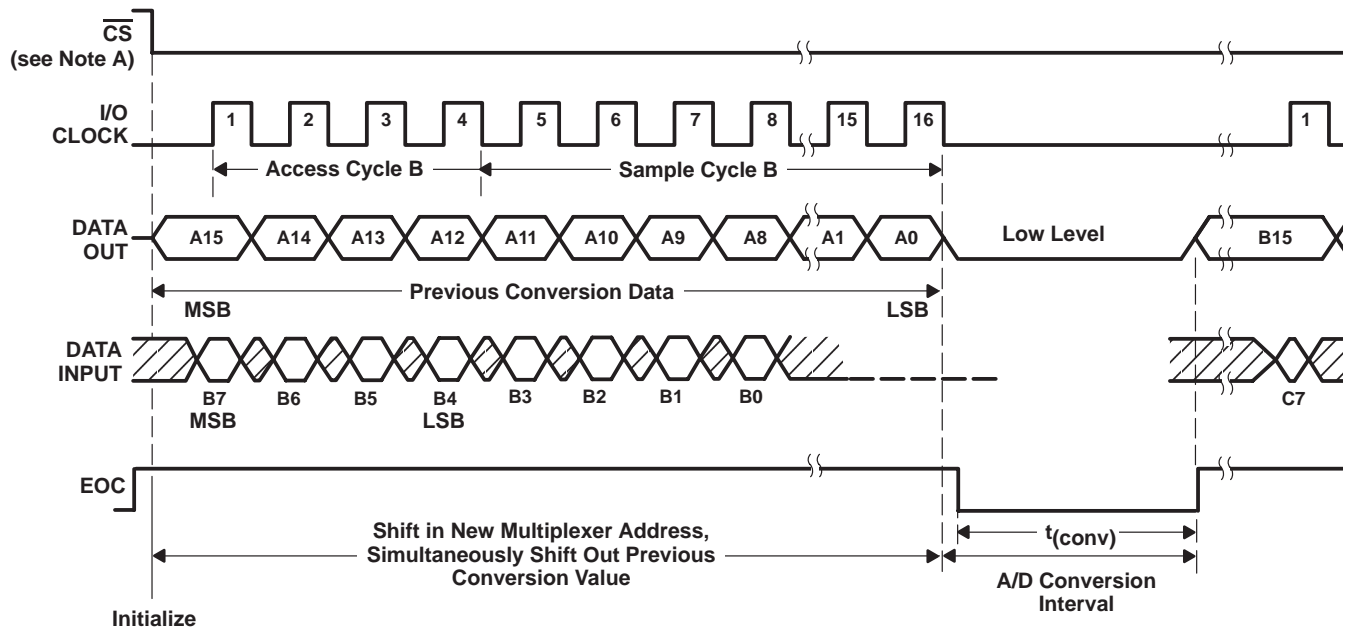 CS
(see Note A)
I/O
CLOCK
1 2 3 4 5 6 7 8 15 16 1
Access Cycle B Sample Cycle B
DATA
OUT
A15 A14 A13 A12 A11 A10 A9 A8 A1 A0 Low Level B15
Previous Conversion Data
MSB LSB
DATA
INPUT
B7 B6 B5 B4 B3 B2 B1 B0 C7
MSB LSB
EOC
Shift in New Multiplexer Address,
Simultaneously Shift Out Previous
Conversion Value
t(conv)
A/D Conversion
Interval
Initialize